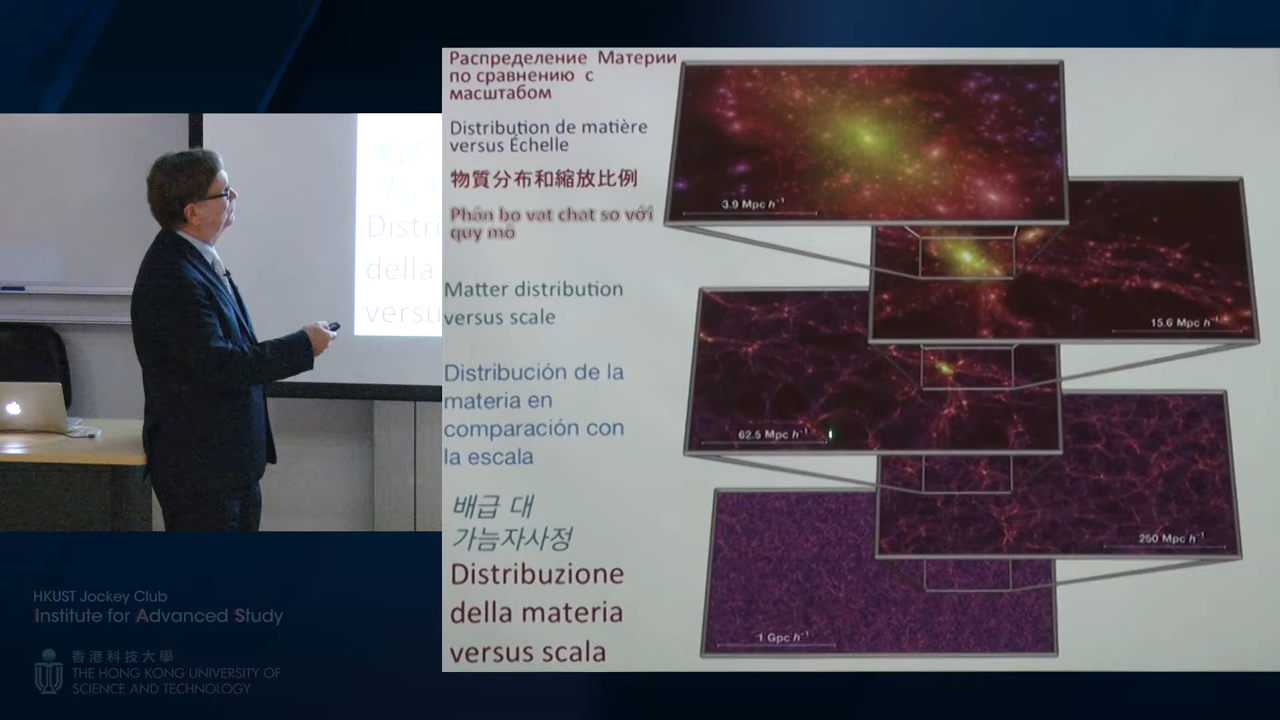 Распределение Материи
по сравнению с
масштабом
Distribution de matière
versus Échelle
物質分布和縮放比例
Phân bo vat chat so với
quy mô
Matter distribution
versus scale
Distribución de la
materia en
comparación con
la escala
배급 대
가늠자사정
Distribuzione
della materia
versus scala
3.9 Mpc h⁻¹
15.6 Mpc h⁻¹
62.5 Mpc h⁻¹
250 Mpc h⁻¹
1 Gpc h⁻¹
Distri
della
versu
HKUST Jockey Club
Institute for Advanced Study
香港科技大學
THE HONG KONG UNIVERSITY OF
SCIENCE AND TECHNOLOGY